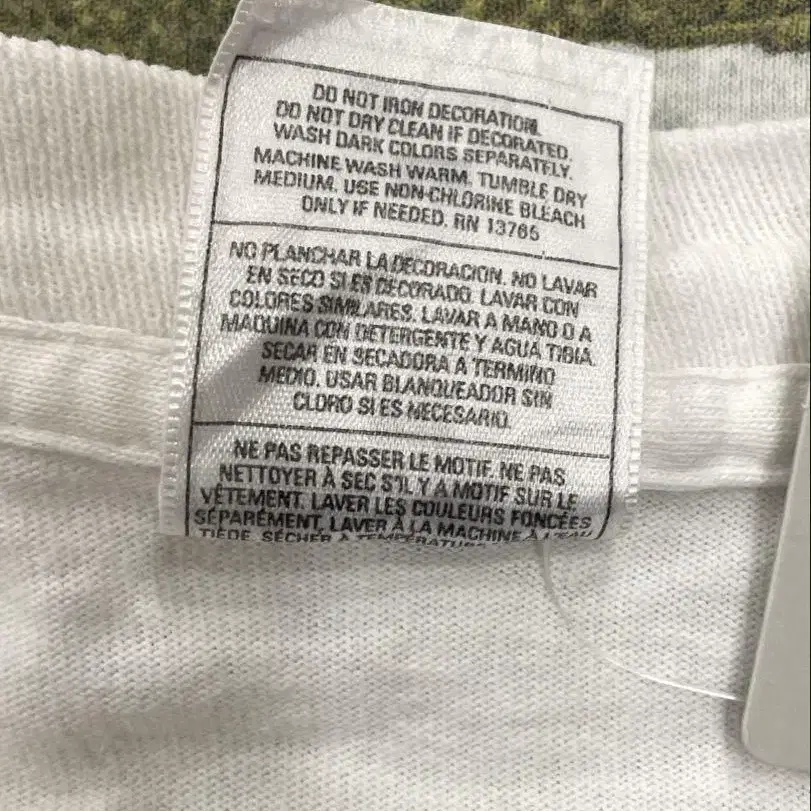 DO NOT IRON DECORATION.
DO NOT DRY CLEAN IF DECORATED.
WASH DARK COLORS SEPARATELY.
MACHINE WASH WARM. TUMBLE DRY
MEDIUM. USE NON-CHLORINE BLEACH
ONLY IF NEEDED. RN 13765
NO PLANCHAR LA DECORACION. NO LAVAR
EN SECO SI ES DECORADO. LAVAR CON
COLORES SIMILARES. LAVAR A MANO O A
MAQUINA CON DETERGENTE Y AGUA TIBIA.
SECAR EN SECADORA A TERMINO
MEDIO. USAR BLANQUEADOR SIN
CLORO SI ES NECESARIO.
NE PAS REPASSER LE MOTIF. NE PAS
NETTOYER À SEC S'IL Y A MOTIF SUR LE
VÊTEMENT. LAVER LES COULEURS FONCÉES
SÉPARÉMENT. LAVER À LA MACHINE À L'EAU
TIÈDE. SÉCHER À TEMPÉRATURE